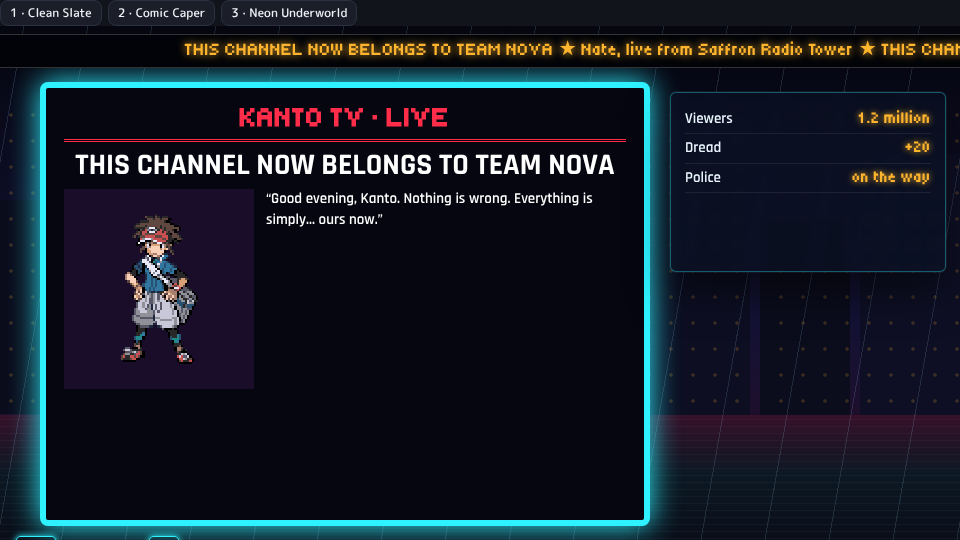 1 · Clean Slate
2 · Comic Caper
3 · Neon Underworld
THIS CHANNEL NOW BELONGS TO TEAM NOVA ★ Nate, live from Saffron Radio Tower ★ THIS CHAN
KANTO TV · LIVE
THIS CHANNEL NOW BELONGS TO TEAM NOVA
“Good evening, Kanto. Nothing is wrong. Everything is
simply... ours now.”
Viewers 1.2 million
Dread +20
Police on the way